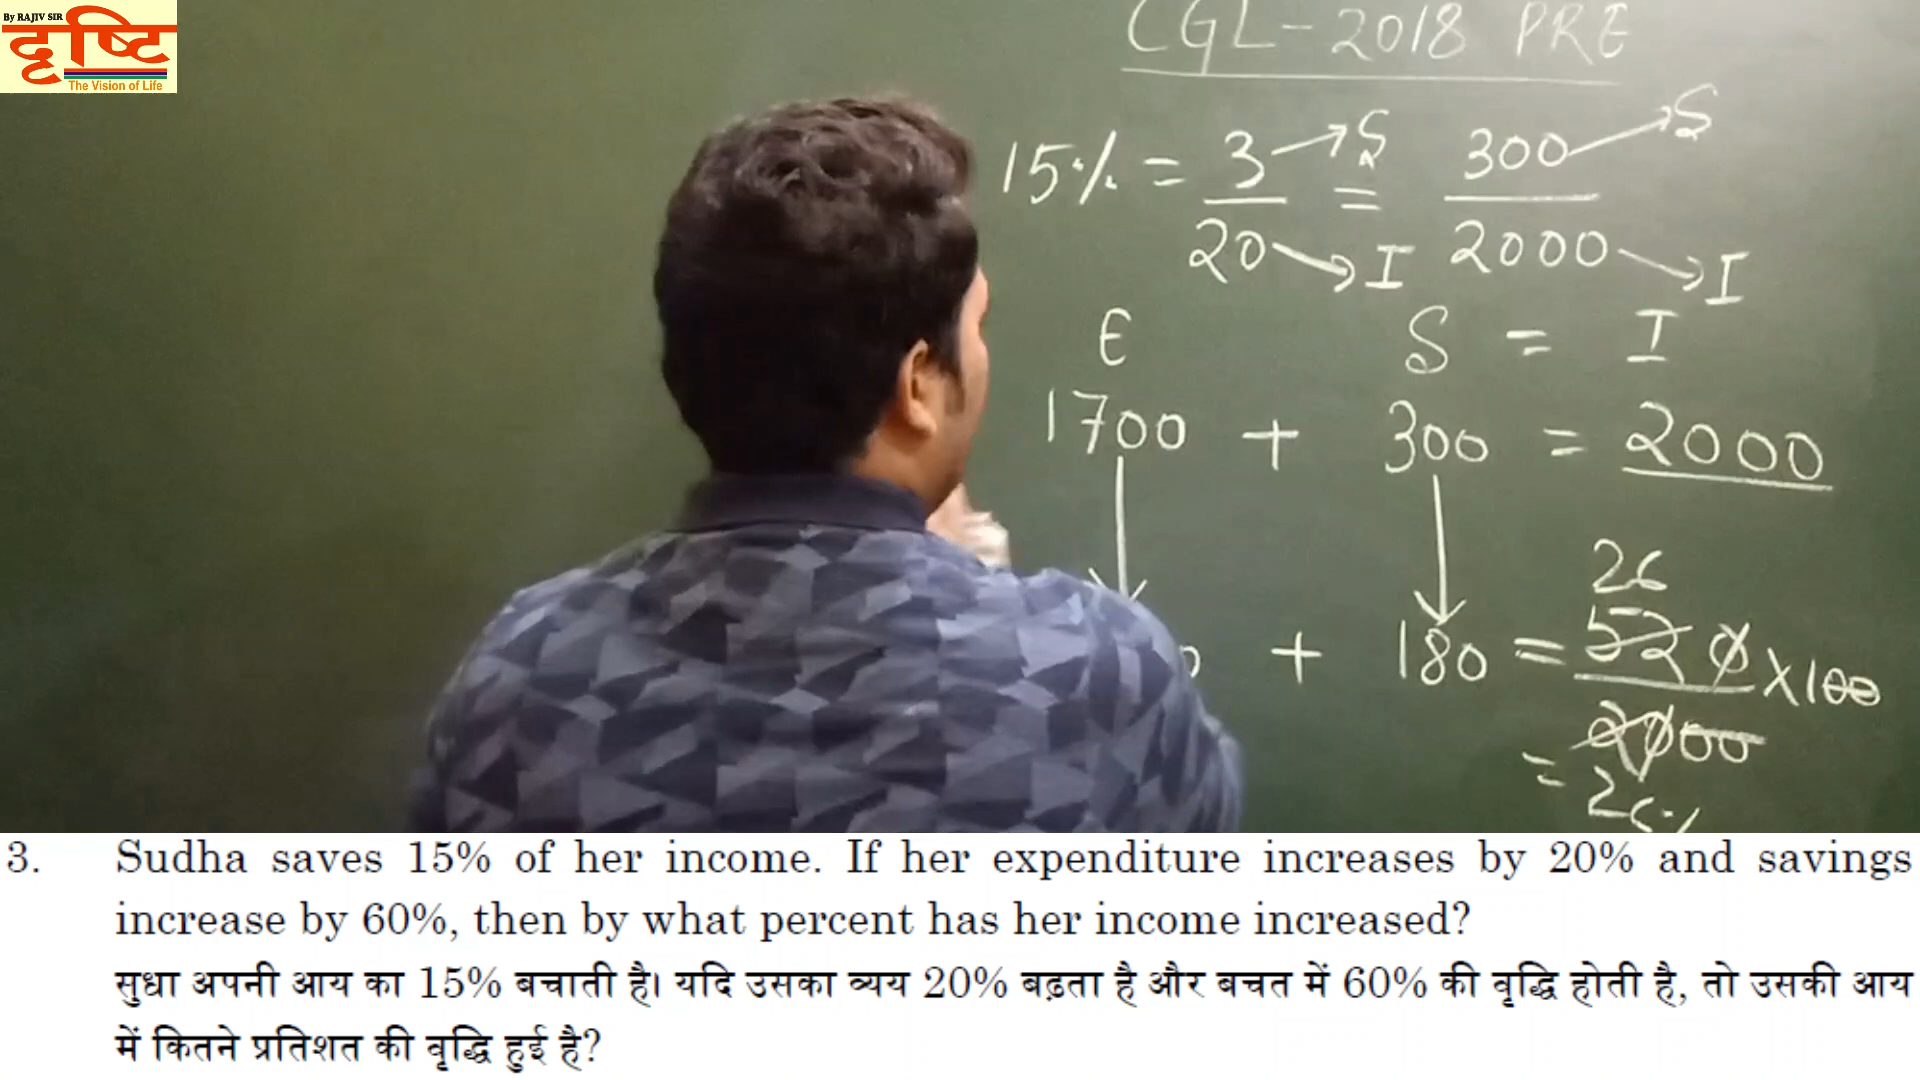 By RAJIV SIR
दृष्टि
The Vision of Life
CGL-2018 PRE
15% = 3/20 → S → I = 300/2000 → S → I
E S = I
1700 + 300 = 2000
26
+ 180 = 520/2000 ×100
= 26%
3. Sudha saves 15% of her income. If her expenditure increases by 20% and savings
increase by 60%, then by what percent has her income increased?
सुधा अपनी आय का 15% बचाती है। यदि उसका व्यय 20% बढ़ता है और बचत में 60% की वृद्धि होती है, तो उसकी आय
में कितने प्रतिशत की वृद्धि हुई है?